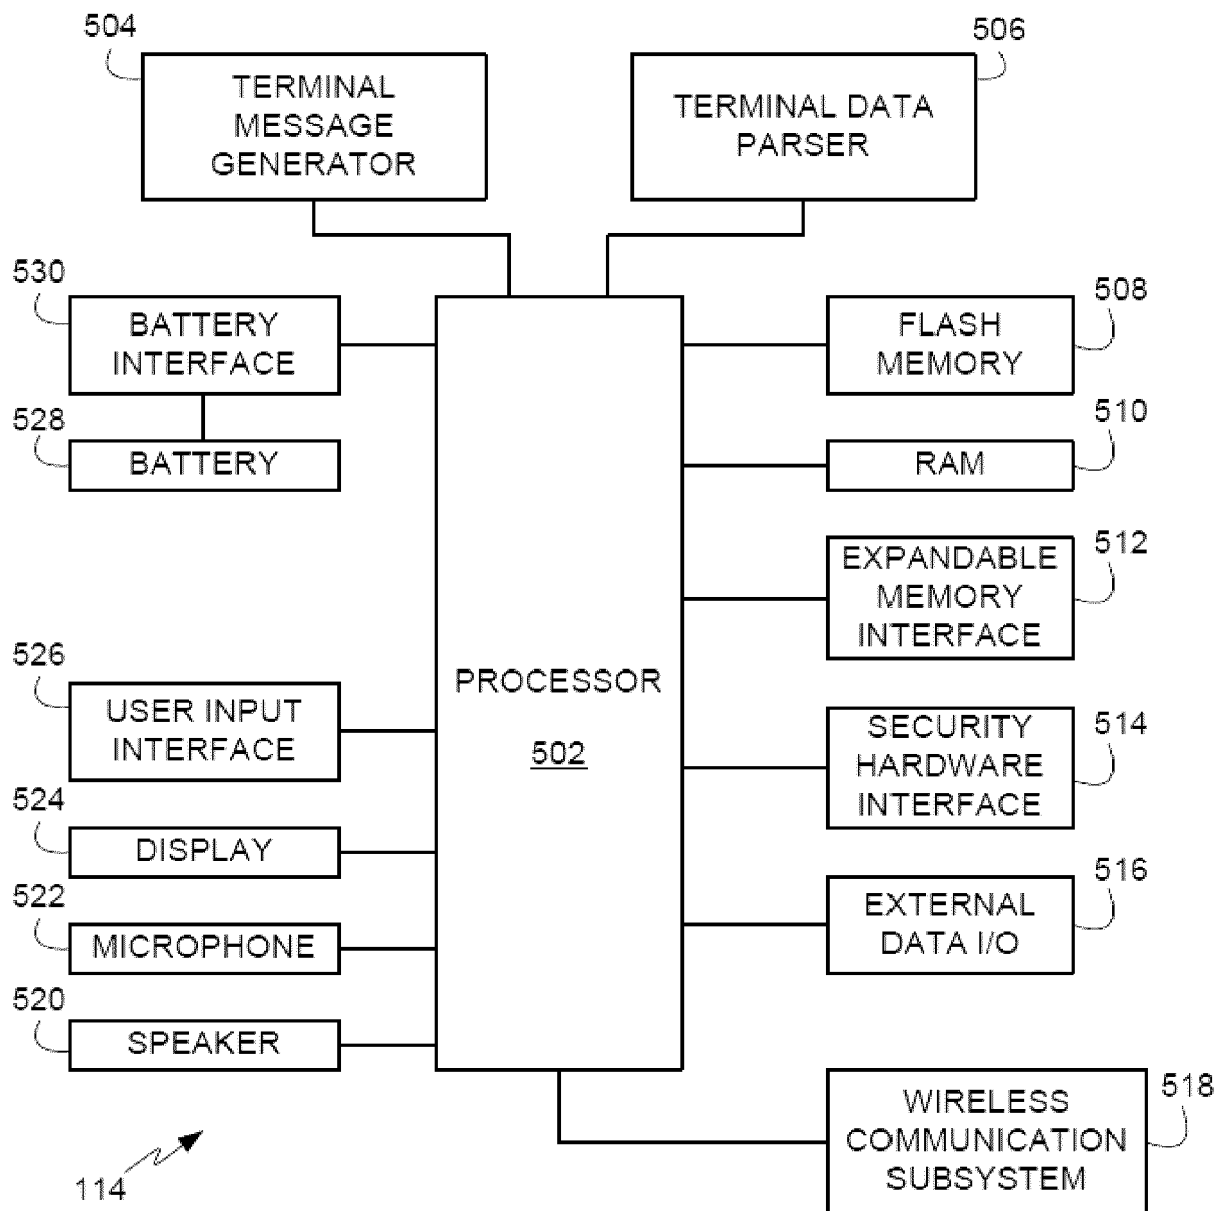 504
506
TERMINAL
MESSAGE
GENERATOR
TERMINAL DATA
PARSER
530
BATTERY
INTERFACE
508
FLASH
MEMORY
528
BATTERY
510
RAM
512
EXPANDABLE
MEMORY
INTERFACE
PROCESSOR
502
526
USER INPUT
INTERFACE
514
SECURITY
HARDWARE
INTERFACE
524
DISPLAY
516
EXTERNAL
DATA I/O
522
MICROPHONE
520
SPEAKER
518
WIRELESS
COMMUNICATION
SUBSYSTEM
114